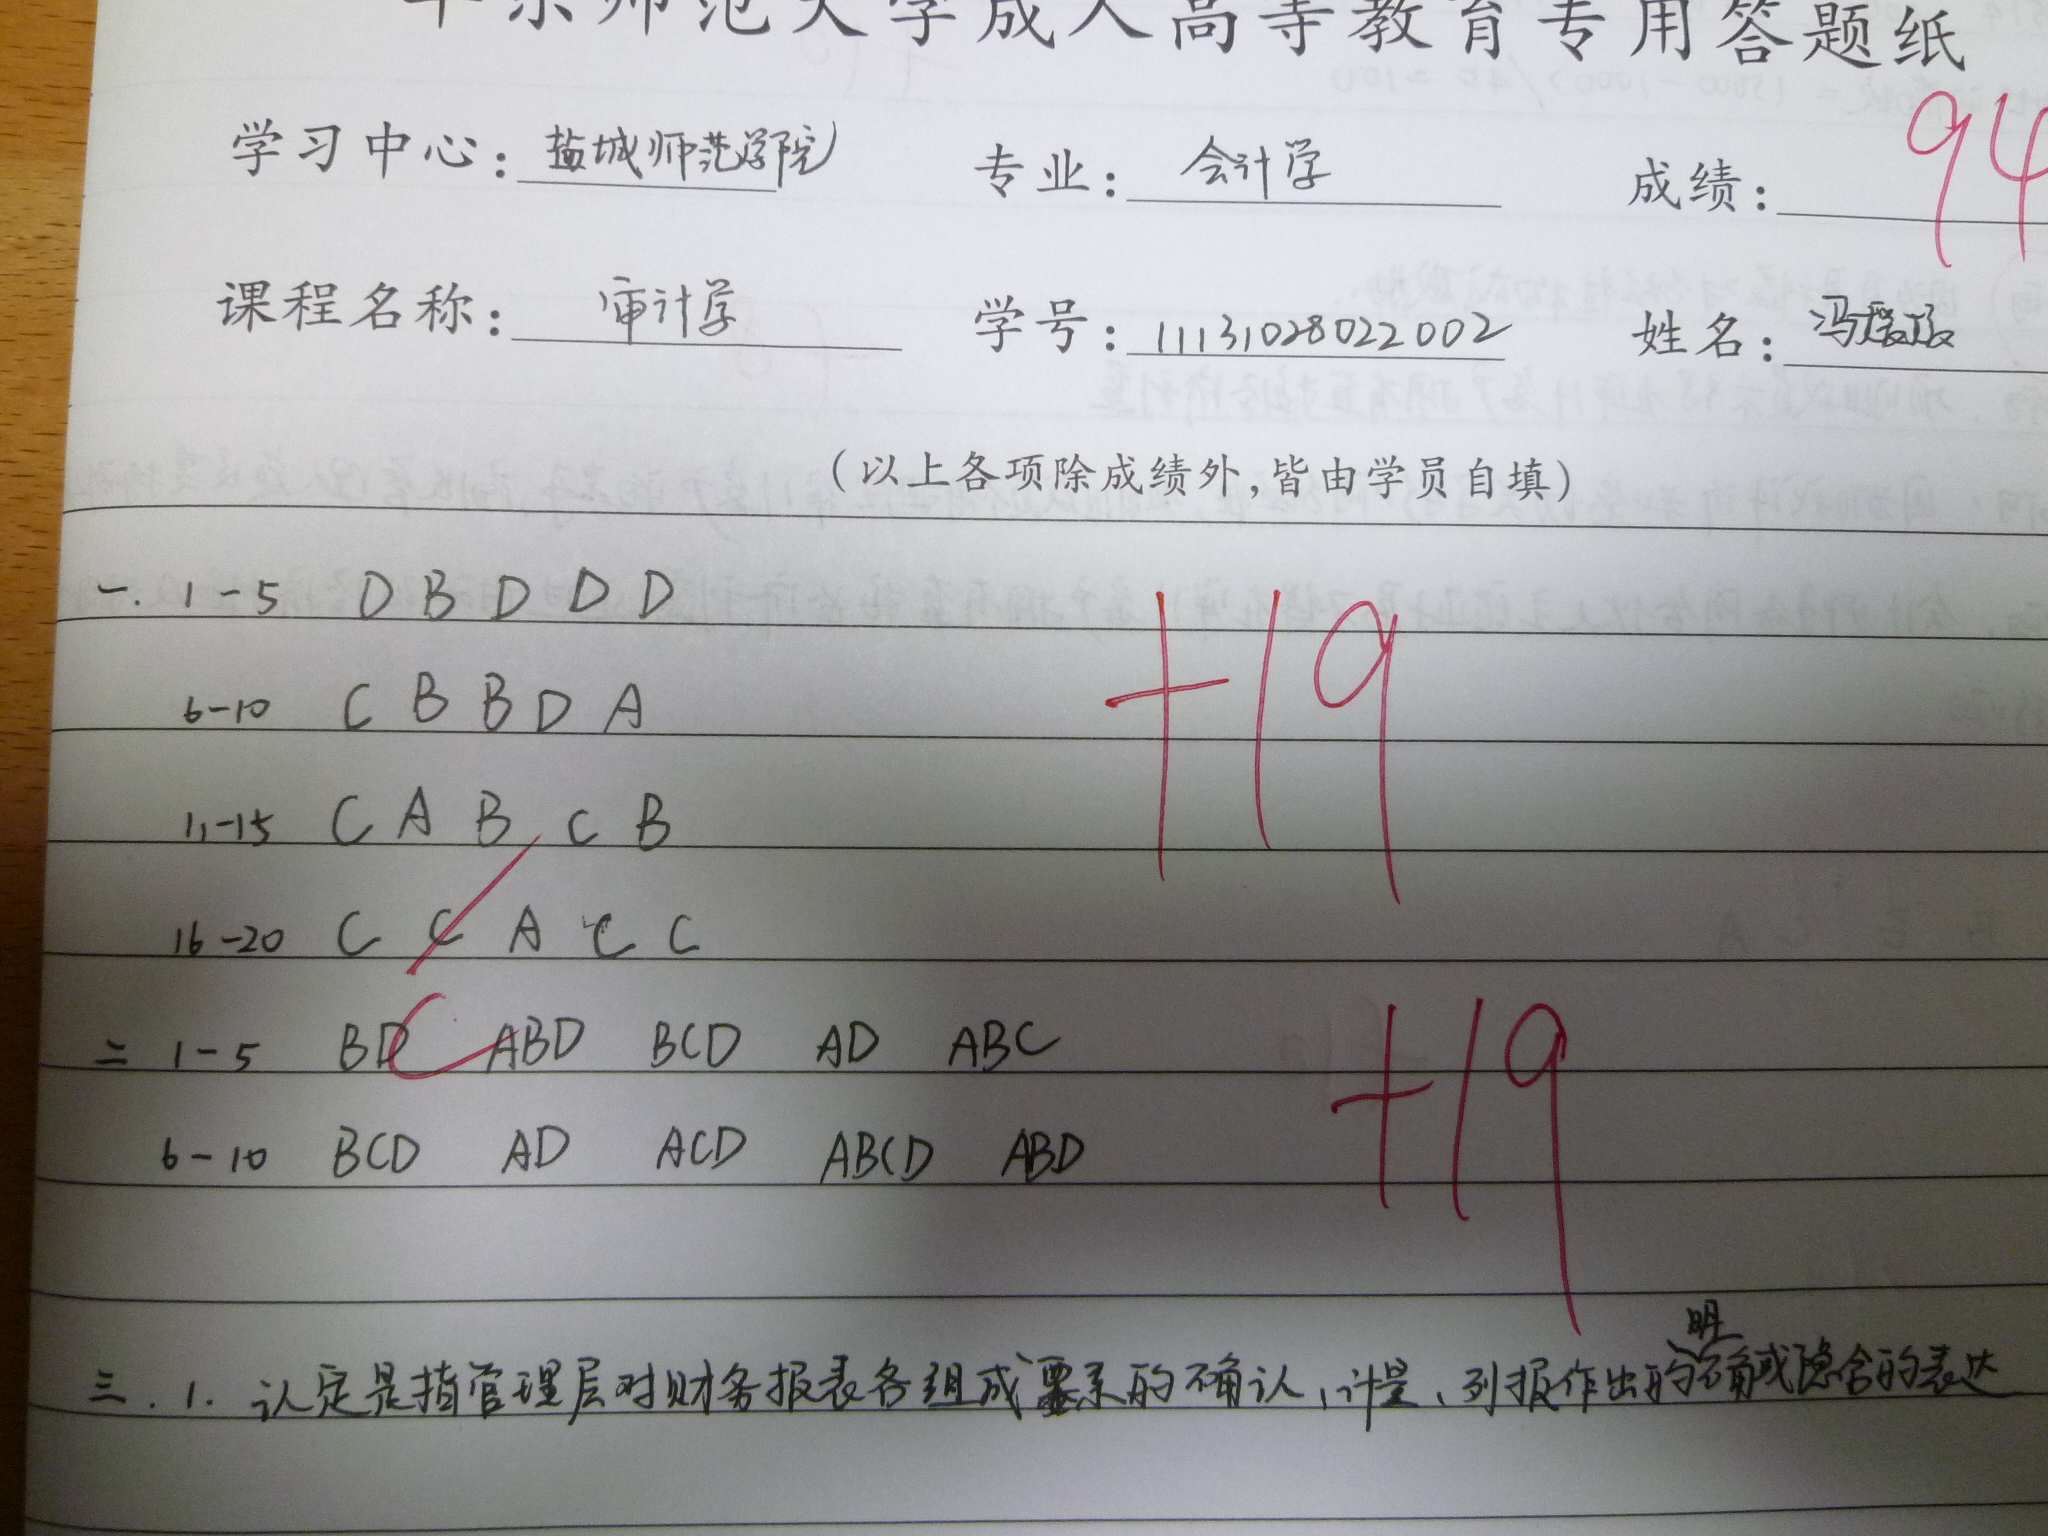 华东师范大学成人高等教育专用答题纸
学习中心：盐城师范学院 专业：会计学 成绩：94
课程名称：审计学 学号：11131028022002 姓名：冯
（以上各项除成绩外，皆由学员自填）
一. 1-5 D B D D D
+19
6-10 C B B D A
11-15 C A B C B
16-20 C C A C C
二 1-5 BD ABD BCD AD ABC
+19
6-10 BCD AD ACD ABCD ABD
三. 1. 认定是指管理层对财务报表各组成要素的确认、计量、列报作出的明确或隐含的表达